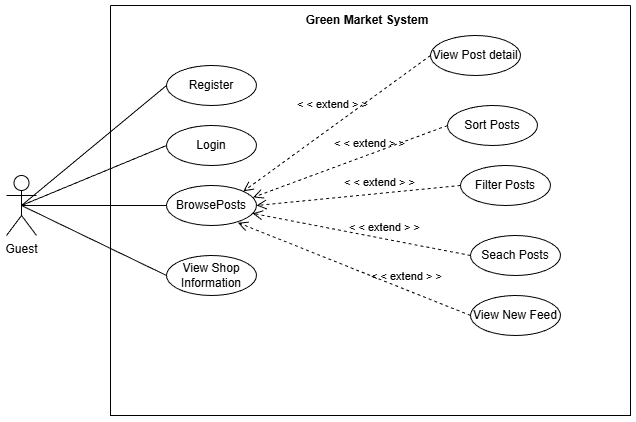 Green Market System
View Post detail
Register
< < extend > >
Sort Posts
Login
< < extend > >
Filter Posts
< < extend > >
BrowsePosts
Guest
< < extend > >
Seach Posts
View Shop
Information
< < extend > >
View New Feed